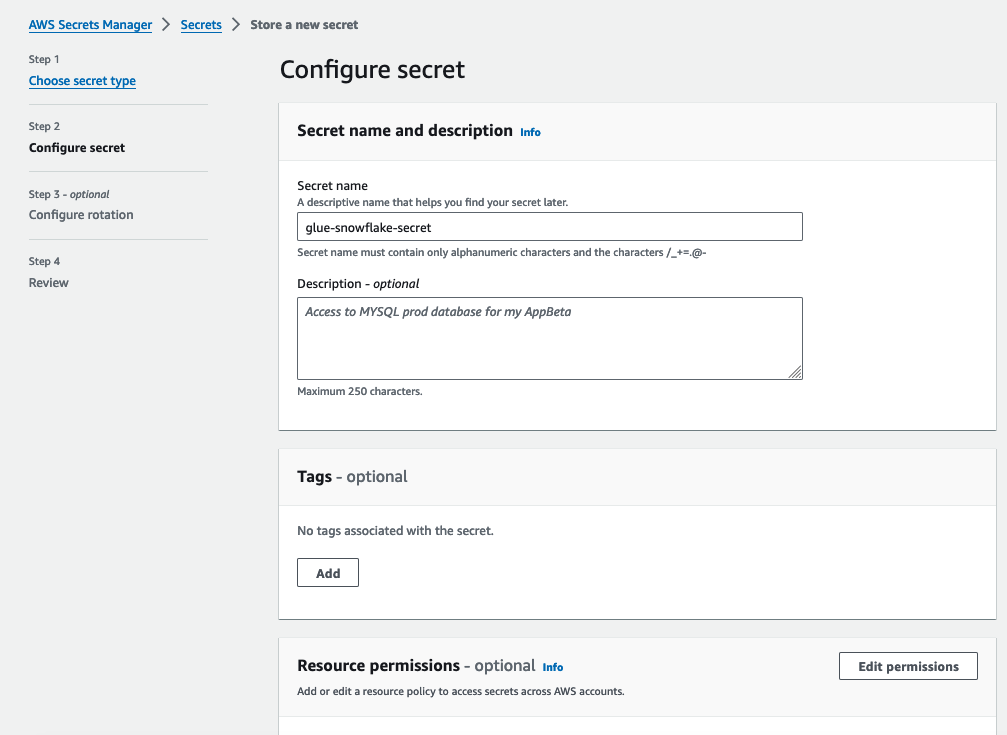 AWS Secrets Manager > Secrets > Store a new secret
Step 1
Choose secret type
Step 2
Configure secret
Step 3 - optional
Configure rotation
Step 4
Review
Configure secret
Secret name and description Info
Secret name
A descriptive name that helps you find your secret later.
glue-snowflake-secret
Secret name must contain only alphanumeric characters and the characters /_+=.@-
Description - optional
Access to MYSQL prod database for my AppBeta
Maximum 250 characters.
Tags - optional
No tags associated with the secret.
Add
Resource permissions - optional Info
Edit permissions
Add or edit a resource policy to access secrets across AWS accounts.